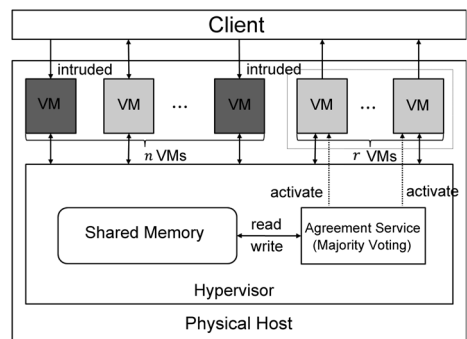 Client
intruded
intruded
VM
VM
...
VM
VM
...
VM
n VMs
r VMs
activate
activate
Shared Memory
read
write
Agreement Service
(Majority Voting)
Hypervisor
Physical Host